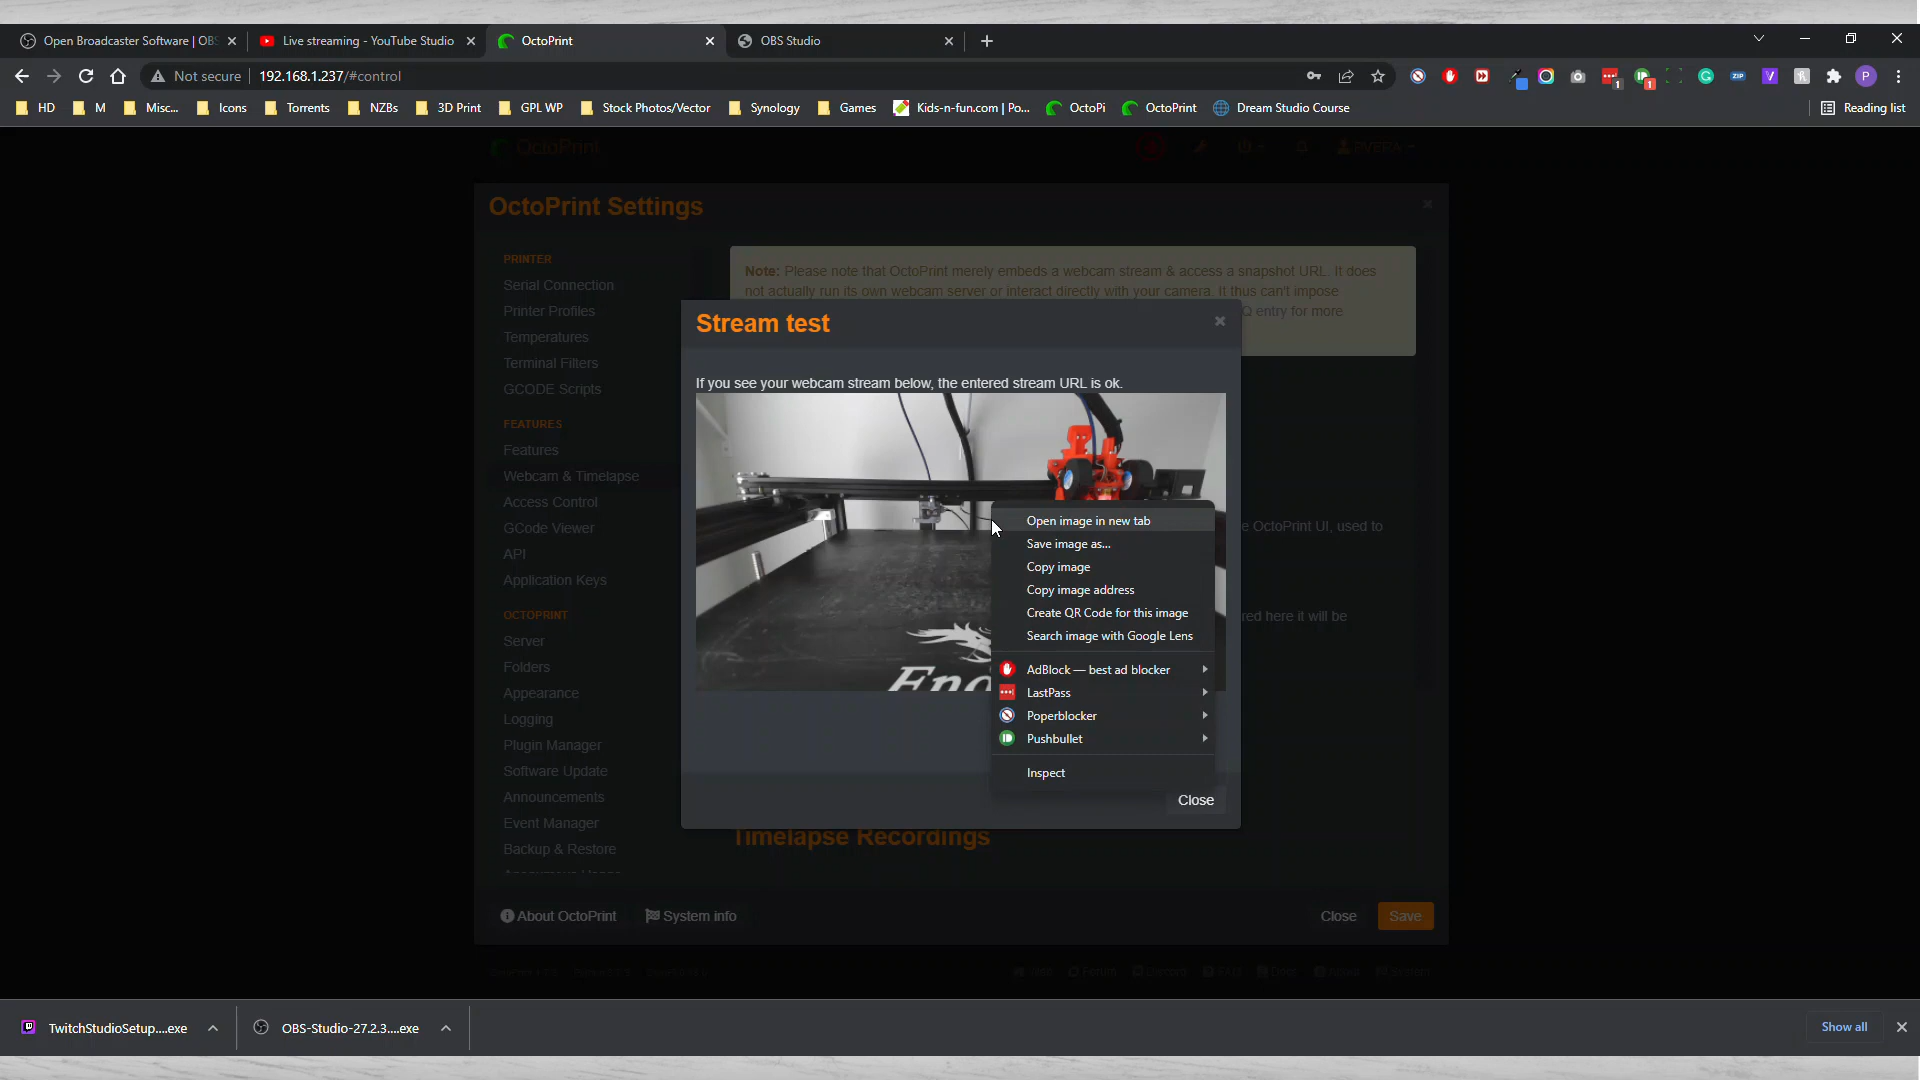 Open Broadcaster Software | OBS
Live streaming - YouTube Studio
OctoPrint
OBS Studio
Not secure
192.168.1.237/#control
HD
M
Misc...
Icons
Torrents
NZBs
3D Print
GPL WP
Stock Photos/Vector
Synology
Games
Kids-n-fun.com | Po...
OctoPi
OctoPrint
Dream Studio Course
Reading list
OctoPrint
OctoPrint Settings
PRINTER
Serial Connection
Printer Profiles
Temperatures
Terminal Filters
GCODE Scripts
FEATURES
Features
Webcam & Timelapse
Access Control
GCode Viewer
API
Application Keys
OCTOPRINT
Server
Folders
Appearance
Logging
Plugin Manager
Software Update
Announcements
Event Manager
Backup & Restore
Note: Please note that OctoPrint merely embeds a webcam stream & access a snapshot URL. It does
not actually run its own webcam server or interact directly with your camera. It thus can't impose
entry for more
Stream test
If you see your webcam stream below, the entered stream URL is ok.
Open image in new tab
Save image as...
Copy image
Copy image address
Create QR Code for this image
Search image with Google Lens
AdBlock — best ad blocker
LastPass
Poperblocker
Pushbullet
Inspect
Close
e OctoPrint UI, used to
red here it will be
Timelapse Recordings
About OctoPrint
System info
Close
Save
TwitchStudioSetup....exe
OBS-Studio-27.2.3....exe
Show all